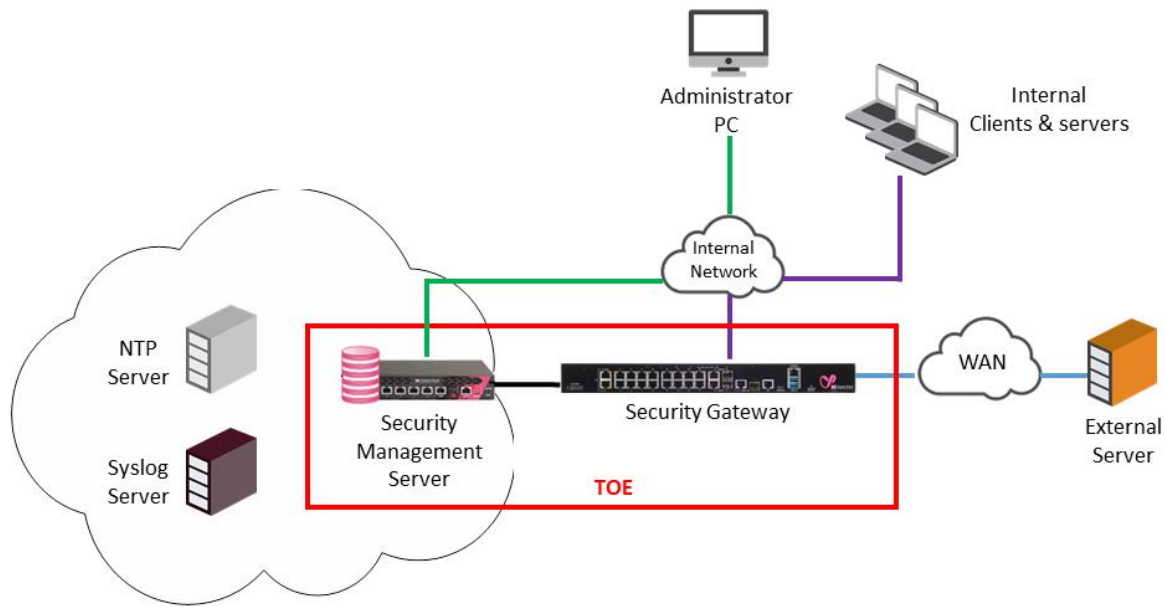 Administrator
PC
Internal
Clients & servers
Internal
Network
NTP
Server
Syslog
Server
Security
Management
Server
Security Gateway
TOE
WAN
External
Server